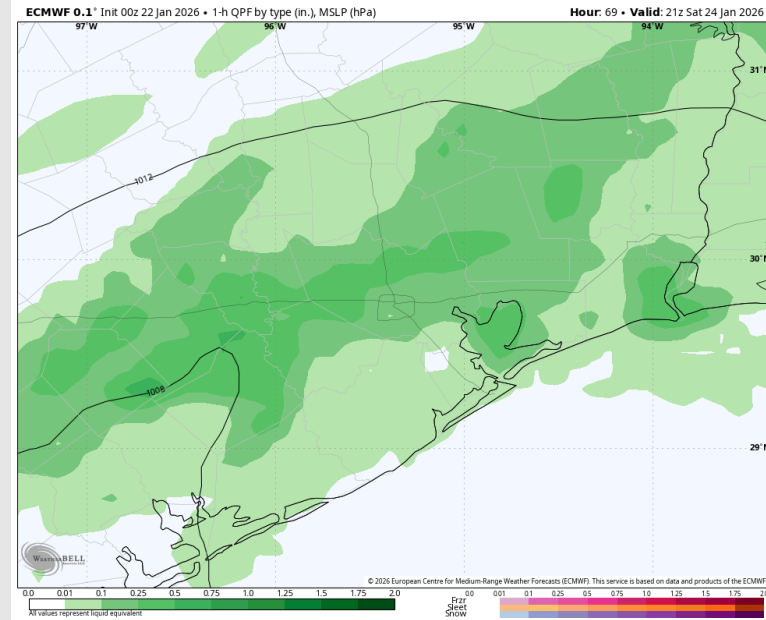 ECMWF 0.1° Init 00z 22 Jan 2026 • 1-h QPF by type (in.), MSLP (hPa)
Hour: 69 • Valid: 21z Sat 24 Jan 2026
97°W 96°W 95°W 94°W
31°N
1012
30°N
1008
29°N
WEATHERBELL
© 2026 European Centre for Medium-Range Weather Forecasts (ECMWF). This service is based on data and products of the ECMWF
0.0 0.01 0.1 0.25 0.5 0.75 1.0 1.25 1.5 1.75 2.0
All values represent liquid equivalent
0.0 0.01 0.1 0.25 0.5 0.75 1.0 1.25 1.5 1.75 2.0
Frzr
Sleet
Snow